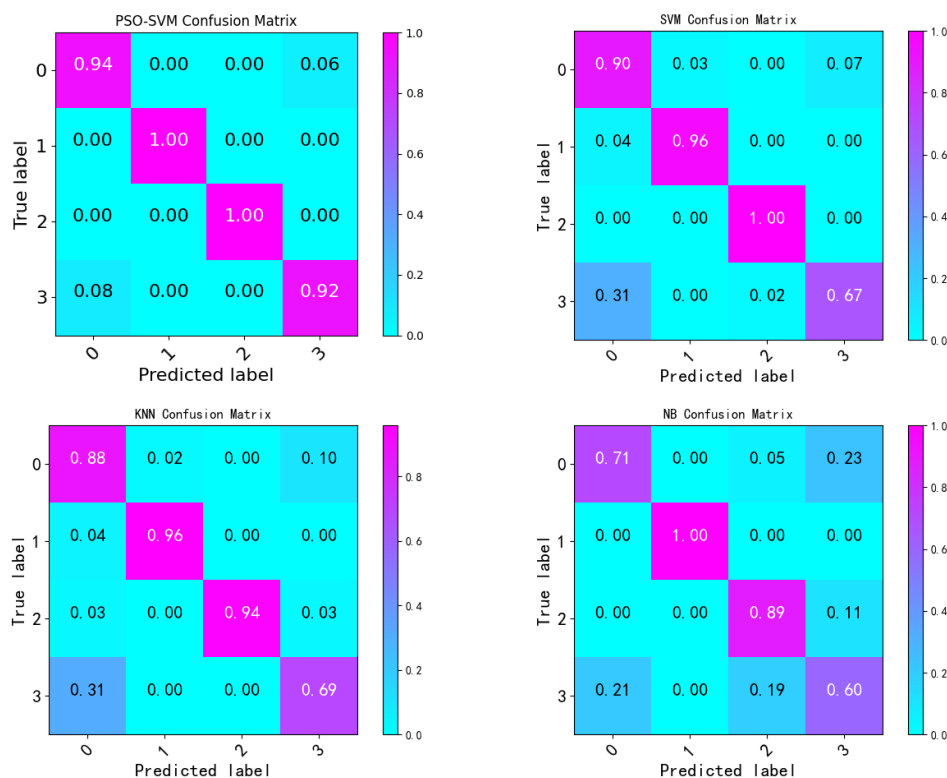 PSO-SVM Confusion Matrix
True label
0 0.94 0.00 0.00 0.06
1 0.00 1.00 0.00 0.00
2 0.00 0.00 1.00 0.00
3 0.08 0.00 0.00 0.92
0 1 2 3
Predicted label
1.0
0.8
0.6
0.4
0.2
0.0
SVM Confusion Matrix
True label
0 0.90 0.03 0.00 0.07
1 0.04 0.96 0.00 0.00
2 0.00 0.00 1.00 0.00
3 0.31 0.00 0.02 0.67
0 1 2 3
Predicted label
1.0
0.8
0.6
0.4
0.2
0.0
KNN Confusion Matrix
True label
0 0.88 0.02 0.00 0.10
1 0.04 0.96 0.00 0.00
2 0.03 0.00 0.94 0.03
3 0.31 0.00 0.00 0.69
0 1 2 3
Predicted label
0.8
0.6
0.4
0.2
0.0
NB Confusion Matrix
True label
0 0.71 0.00 0.05 0.23
1 0.00 1.00 0.00 0.00
2 0.00 0.00 0.89 0.11
3 0.21 0.00 0.19 0.60
0 1 2 3
Predicted label
1.0
0.8
0.6
0.4
0.2
0.0